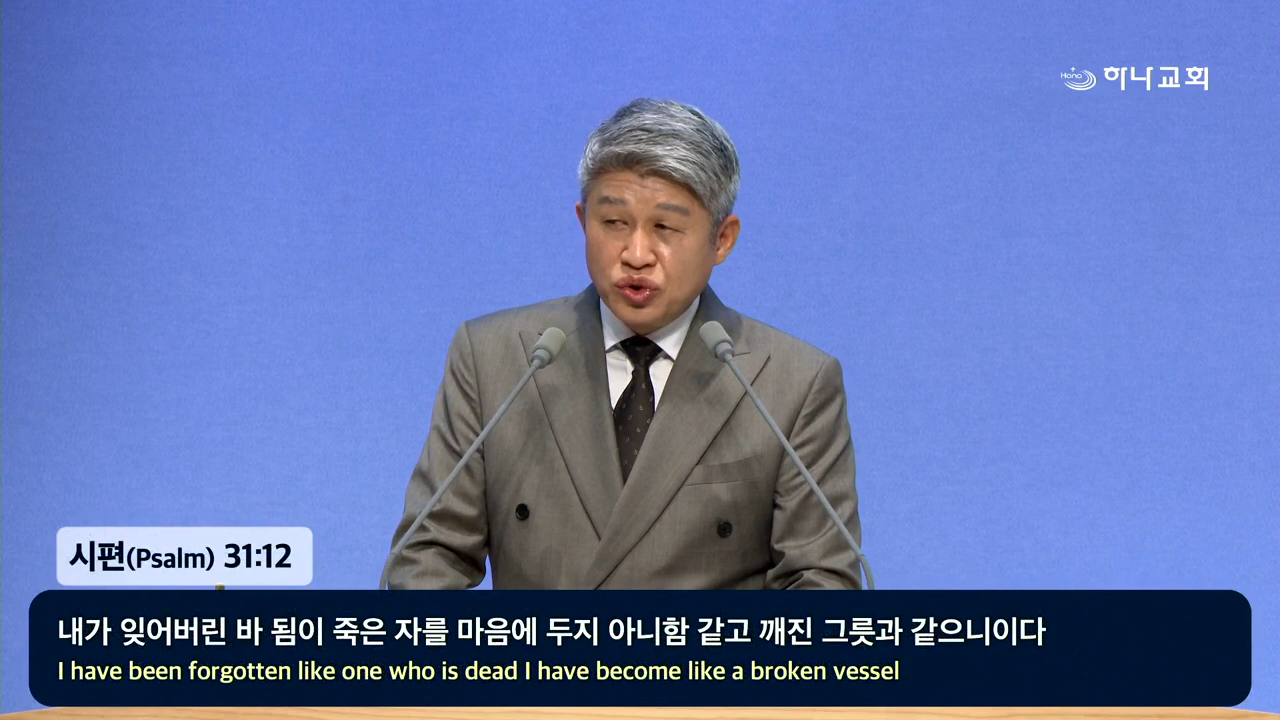 Hana 하나교회
시편(Psalm) 31:12
내가 잊어버린 바 됨이 죽은 자를 마음에 두지 아니함 같고 깨진 그릇과 같으니이다
I have been forgotten like one who is dead I have become like a broken vessel